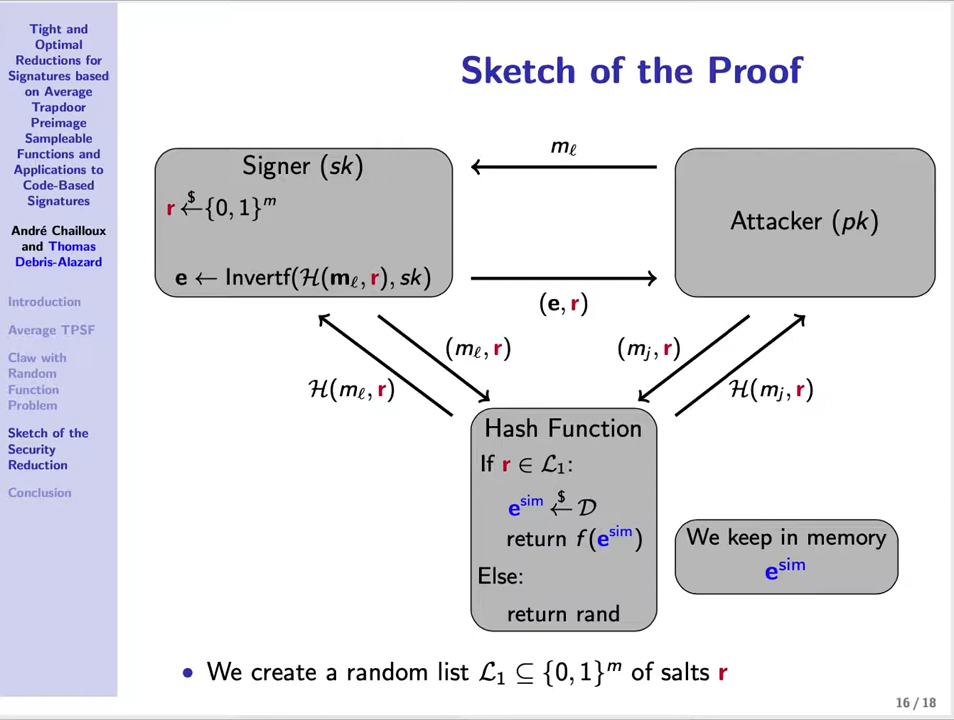 Tight and
Optimal
Reductions for
Signatures based
on Average
Trapdoor
Preimage
Sampleable
Functions and
Applications to
Code-Based
Signatures
André Chailloux
and Thomas
Debris-Alazard
Introduction
Average TPSF
Claw with
Random
Function
Problem
Sketch of the
Security
Reduction
Conclusion
Sketch of the Proof
Signer (sk)
r ←$ {0, 1}^m
e ← Invertf(ℋ(m_ℓ, r), sk)
m_ℓ
(e, r)
Attacker (pk)
(m_ℓ, r)
ℋ(m_ℓ, r)
(m_j, r)
ℋ(m_j, r)
Hash Function
If r ∈ ℒ₁:
e^sim ←$ 𝒟
return f(e^sim)
Else:
return rand
We keep in memory
e^sim
• We create a random list ℒ₁ ⊆ {0, 1}^m of salts r
16 / 18